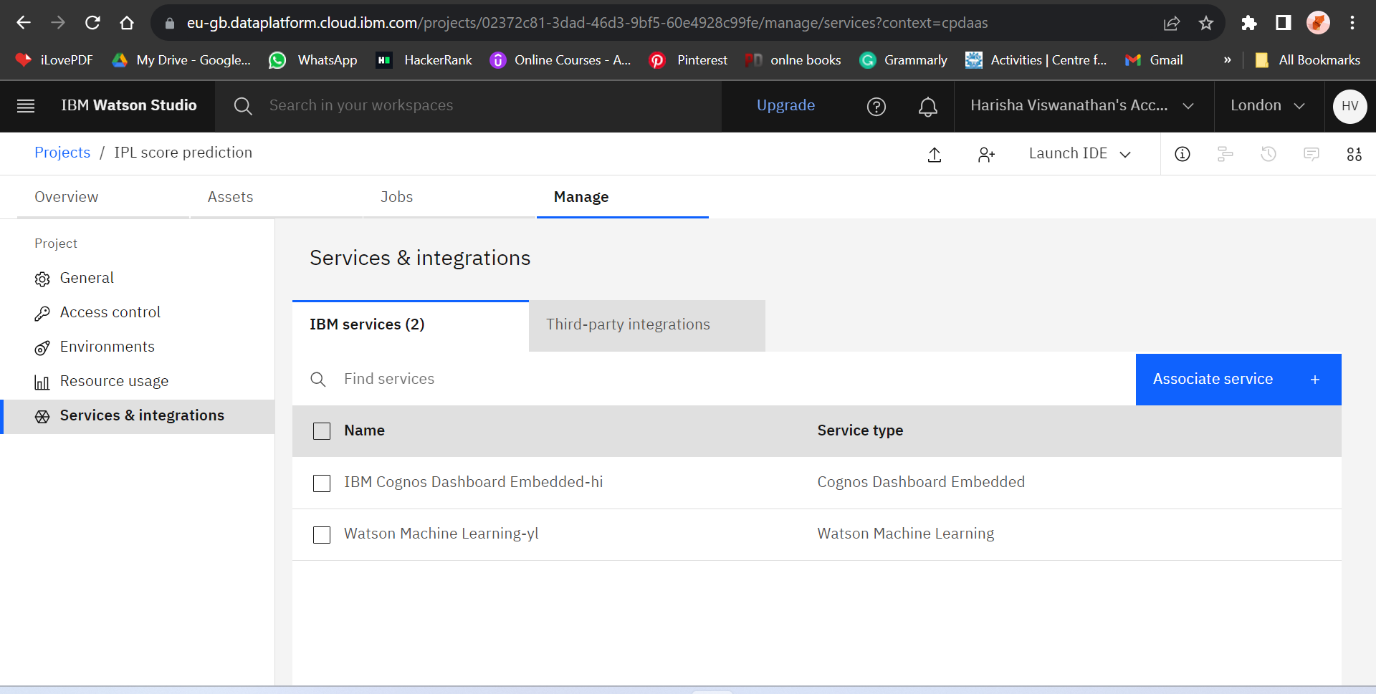 eu-gb.dataplatform.cloud.ibm.com/projects/02372c81-3dad-46d3-9bf5-60e4928c99fe/manage/services?context=cpdaas
iLovePDF My Drive - Google... WhatsApp HackerRank Online Courses - A... Pinterest onlne books Grammarly Activities | Centre f... Gmail » All Bookmarks
IBM Watson Studio Search in your workspaces Upgrade Harisha Viswanathan's Acc... London HV
Projects / IPL score prediction Launch IDE
Overview Assets Jobs Manage
Project
General
Access control
Environments
Resource usage
Services & integrations
Services & integrations
IBM services (2) Third-party integrations
Find services Associate service +
Name Service type
IBM Cognos Dashboard Embedded-hi Cognos Dashboard Embedded
Watson Machine Learning-yl Watson Machine Learning